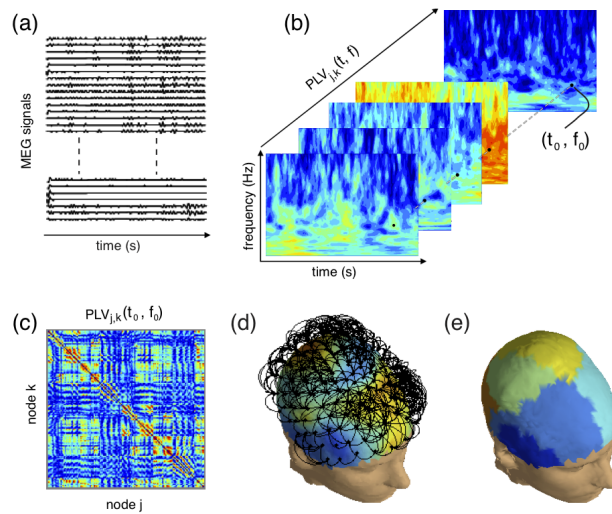 (a)
MEG signals
time (s)
(b)
PLVj,k(t, f)
(t0 , f0)
frequency (Hz)
time (s)
(c)
PLVj,k(t0 , f0)
node k
node j
(d)
(e)